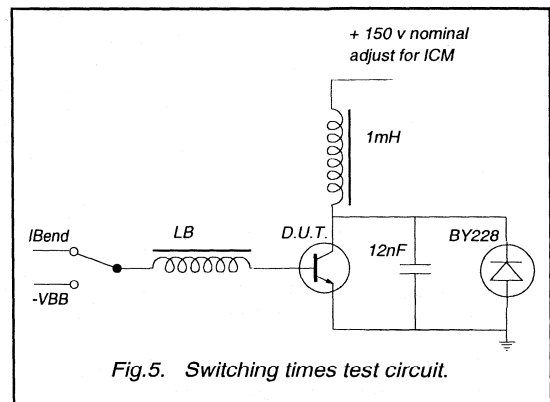 + 150 v nominal
adjust for ICM
1mH
IBend
LB
D.U.T.
12nF
BY228
-VBB
Fig.5. Switching times test circuit.